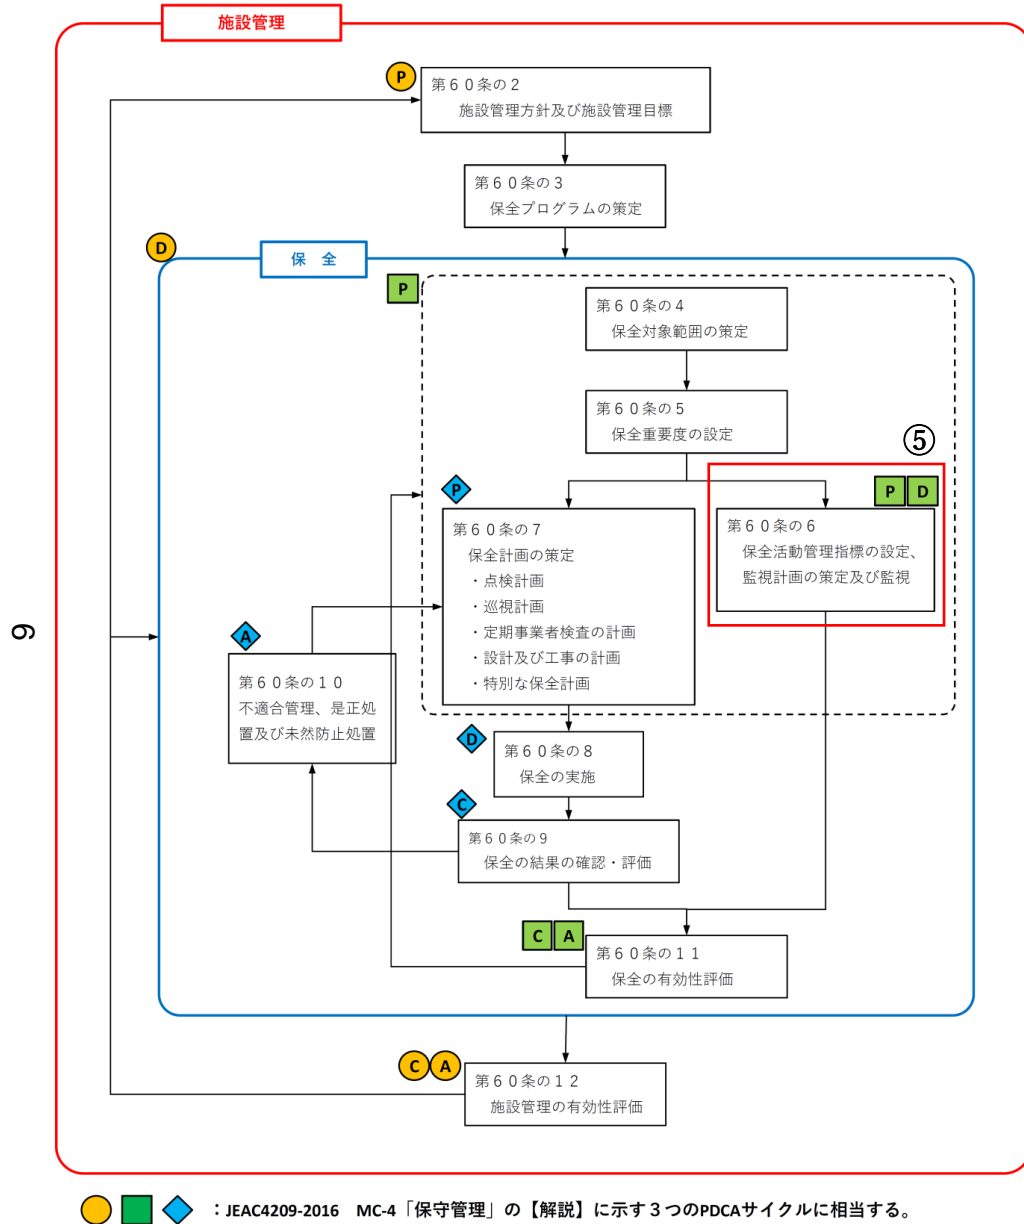 施設管理
P
第60条の2
施設管理方針及び施設管理目標
第60条の3
保全プログラムの策定
D
保 全
P
第60条の4
保全対象範囲の策定
第60条の5
保全重要度の設定
⑤
P
P D
第60条の7
保全計画の策定
・点検計画
・巡視計画
・定期事業者検査の計画
・設計及び工事の計画
・特別な保全計画
第60条の6
保全活動管理指標の設定、
監視計画の策定及び監視
9
A
第60条の10
不適合管理、是正処
置及び未然防止処置
D
第60条の8
保全の実施
C
第60条の9
保全の結果の確認・評価
C A
第60条の11
保全の有効性評価
C A
第60条の12
施設管理の有効性評価
：JEAC4209-2016 MC-4「保守管理」の【解説】に示す3つのPDCAサイクルに相当する。